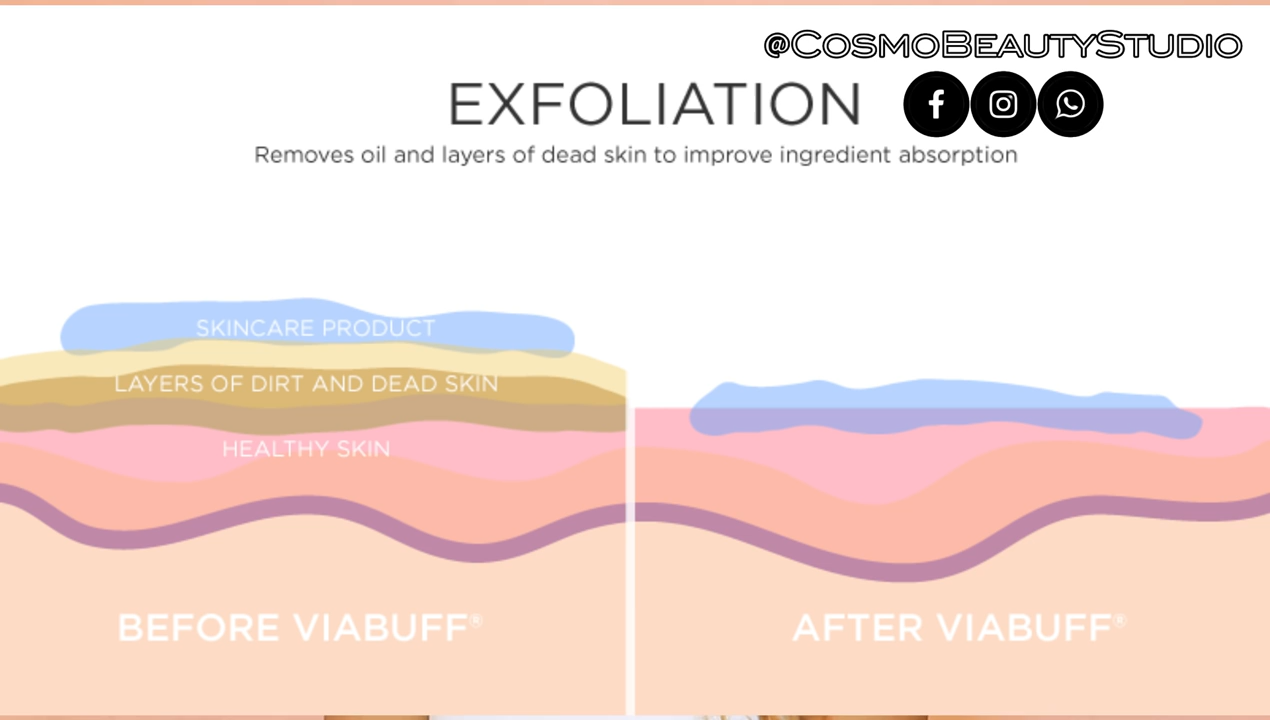 @CosmoBeautyStudio
EXFOLIATION
Removes oil and layers of dead skin to improve ingredient absorption
SKINCARE PRODUCT
LAYERS OF DIRT AND DEAD SKIN
HEALTHY SKIN
BEFORE VIABUFF®
AFTER VIABUFF®